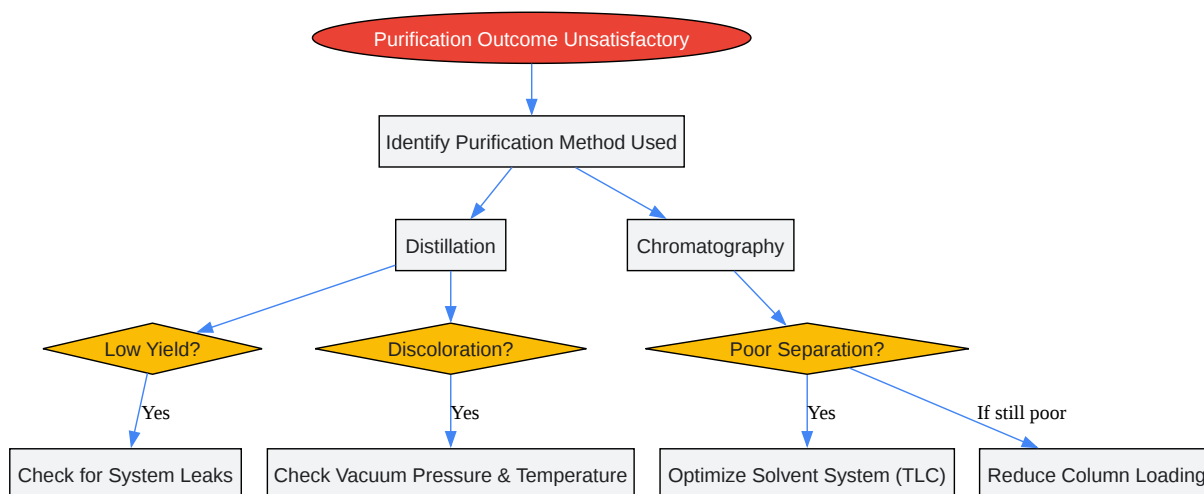 Purification Outcome Unsatisfactory
Identify Purification Method Used
Distillation
Chromatography
Low Yield?
Discoloration?
Poor Separation?
Yes
Yes
Yes
If still poor
Check for System Leaks
Check Vacuum Pressure & Temperature
Optimize Solvent System (TLC)
Reduce Column Loading